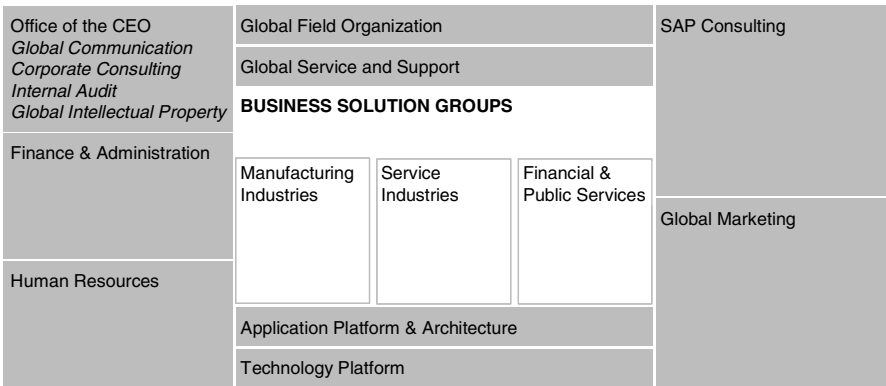 Office of the CEO
Global Communication
Corporate Consulting
Internal Audit
Global Intellectual Property
Finance & Administration
Human Resources
Global Field Organization
Global Service and Support
BUSINESS SOLUTION GROUPS
Manufacturing
Industries
Service
Industries
Financial &
Public Services
Application Platform & Architecture
Technology Platform
SAP Consulting
Global Marketing